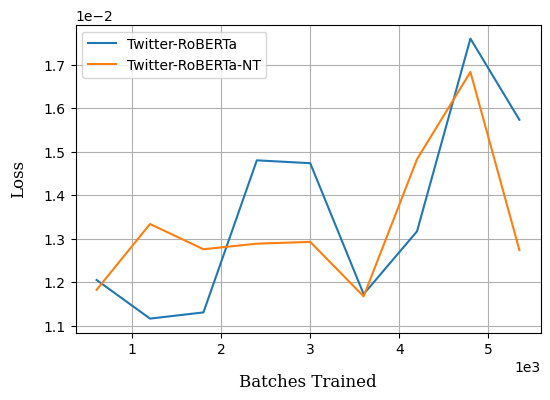 1e−2
Twitter-RoBERTa
Twitter-RoBERTa-NT
1.7
1.6
1.5
1.4
1.3
1.2
1.1
Loss
1 2 3 4 5
1e3
Batches Trained